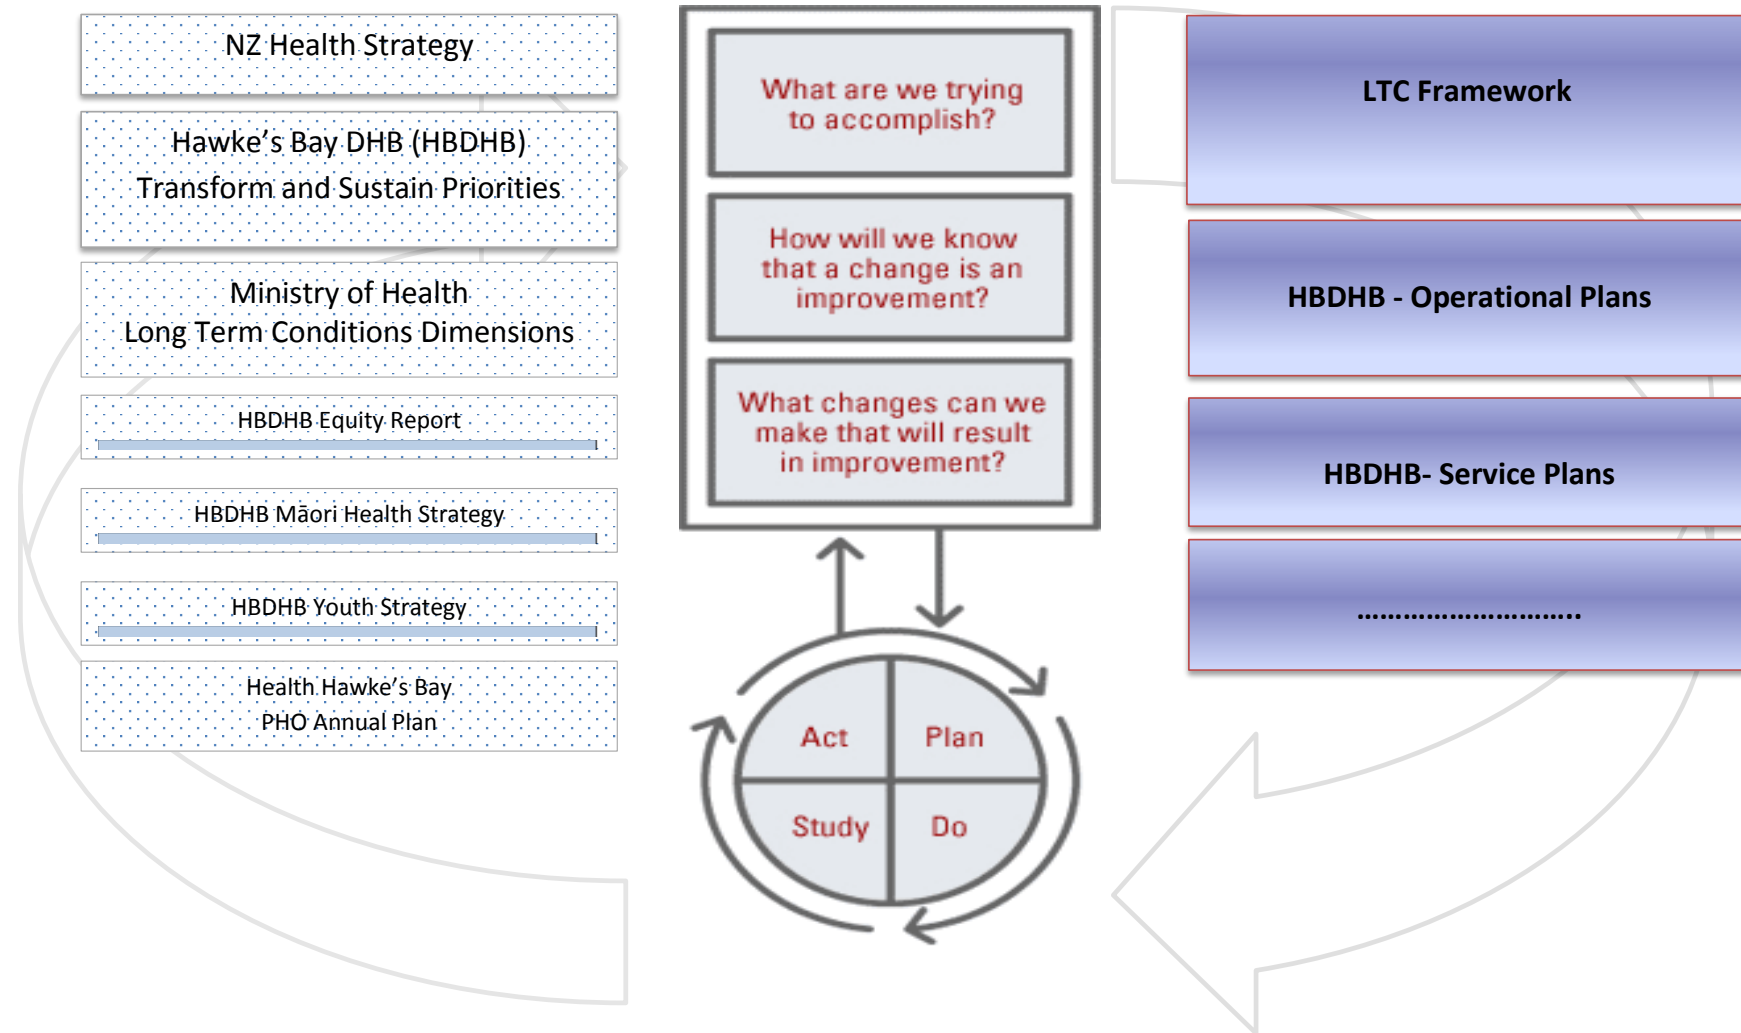 NZ Health Strategy
Hawke’s Bay DHB (HBDHB)
Transform and Sustain Priorities
Ministry of Health
Long Term Conditions Dimensions
HBDHB Equity Report
HBDHB Māori Health Strategy
HBDHB Youth Strategy
Health Hawke’s Bay
PHO Annual Plan
What are we trying
to accomplish?
How will we know
that a change is an
improvement?
What changes can we
make that will result
in improvement?
Act
Plan
Study
Do
LTC Framework
HBDHB - Operational Plans
HBDHB- Service Plans
………………………..